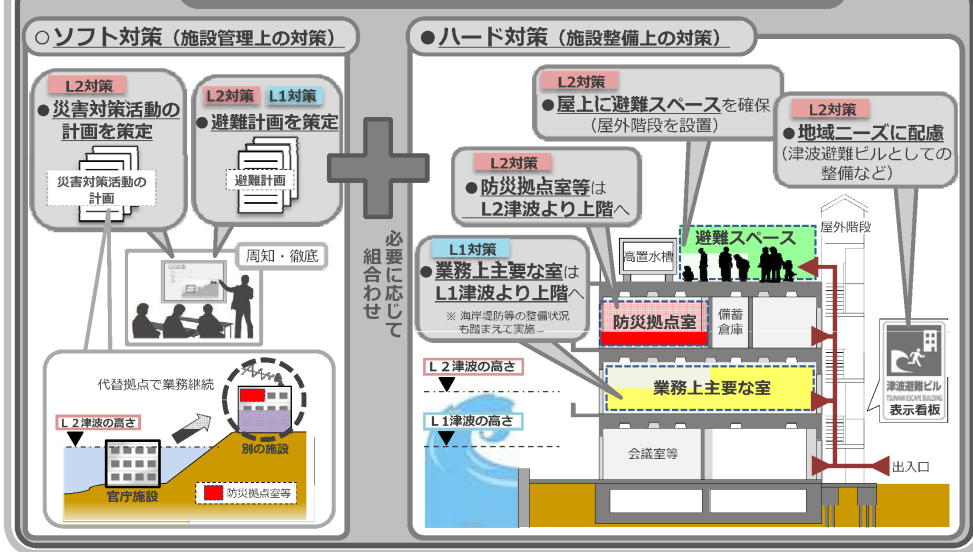 ○ソフト対策（施設管理上の対策）
L2対策
●災害対策活動の
計画を策定
災害対策活動の
計画
L2対策 L1対策
●避難計画を策定
避難計画
周知・徹底
代替拠点で業務継続
L２津波の高さ
官庁施設
別の施設
防災拠点室等
必要に応じて
組合わせ
●ハード対策（施設整備上の対策）
L2対策
●屋上に避難スペースを確保
（屋外階段を設置）
L2対策
●地域ニーズに配慮
（津波避難ビルとしての
整備など）
L2対策
●防災拠点室等は
L2津波より上階へ
L1対策
●業務上主要な室は
L1津波より上階へ
※ 海岸堤防等の整備状況
も踏まえて実施
高置水槽
避難スペース
屋外階段
防災拠点室
備蓄
倉庫
L２津波の高さ
業務上主要な室
L1津波の高さ
会議室等
出入口
津波避難ビル
TSUNAMI ESCAPE BUILDING
表示看板